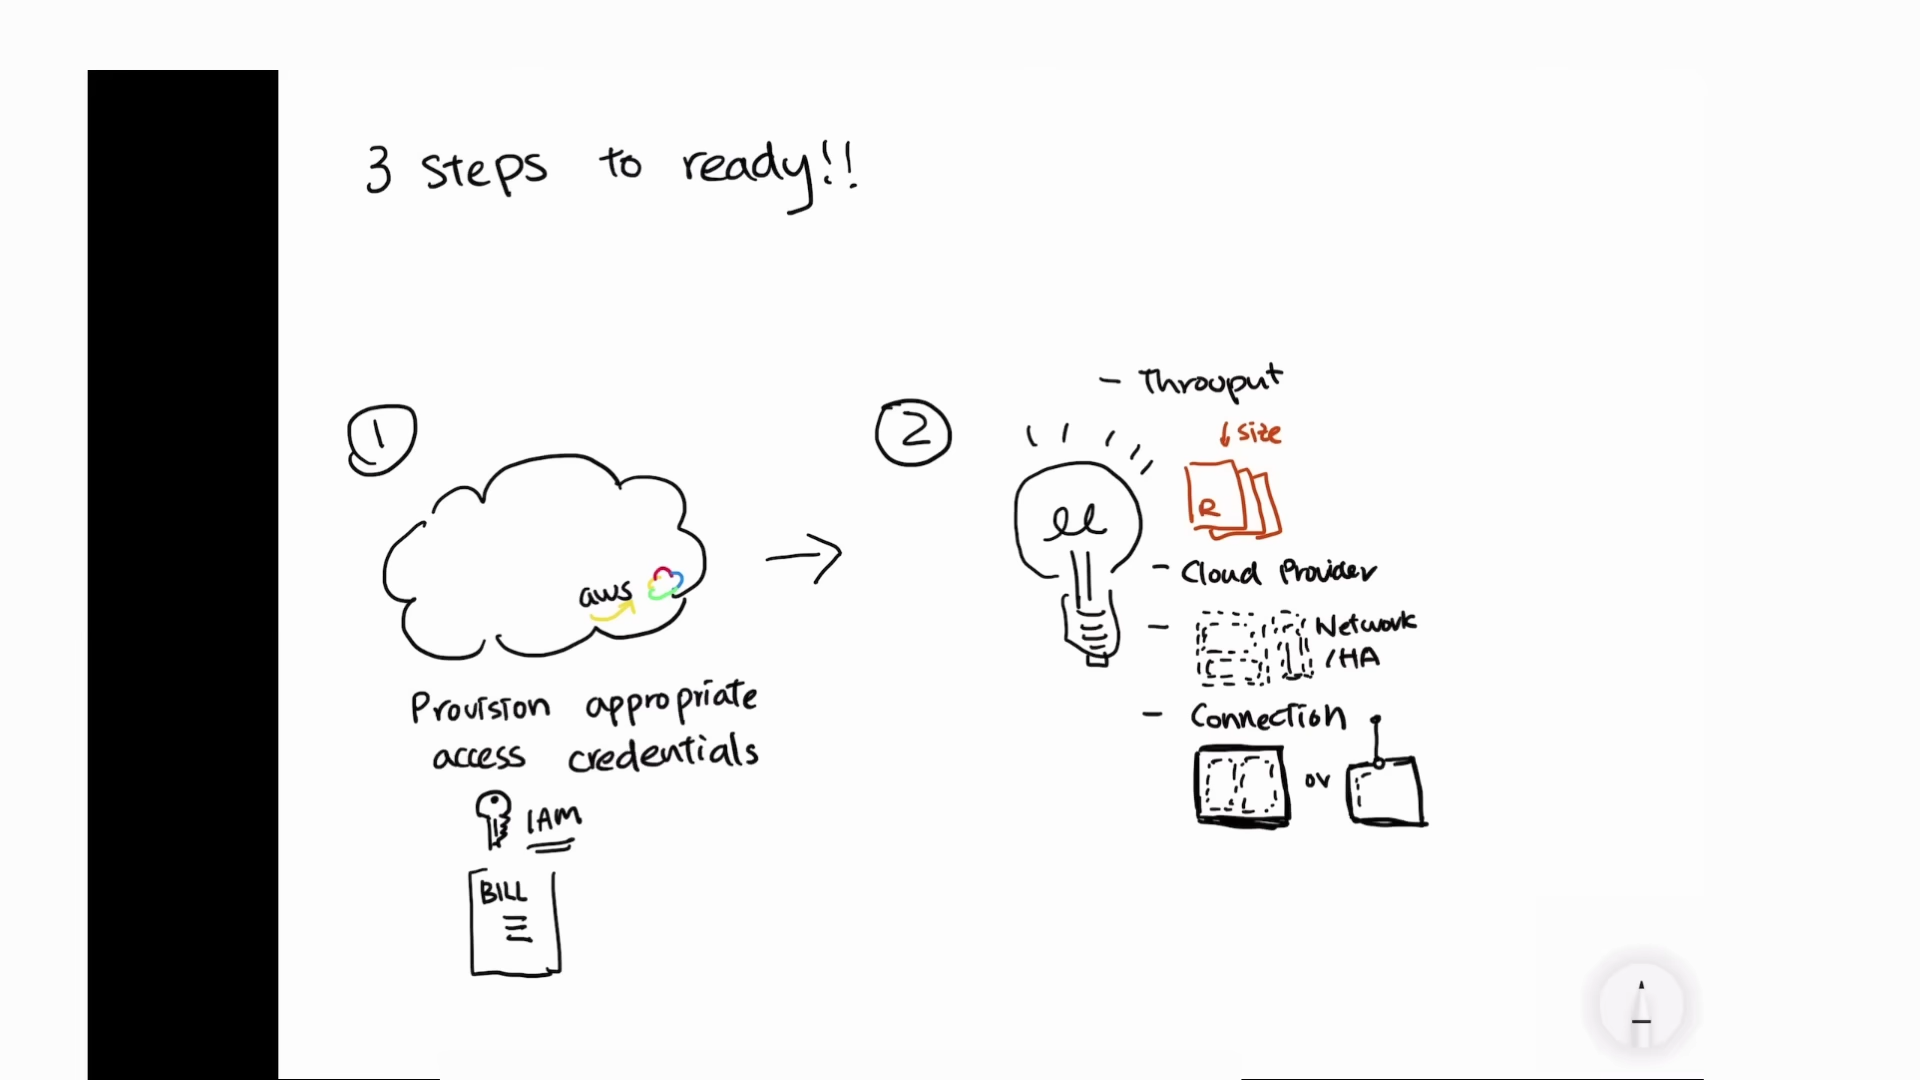 3 steps to ready!!
1
aws
Provision appropriate
access credentials
IAM
BILL
2
- Throuput
↓ size
R
- Cloud Provider
- Network
/HA
- Connection
or